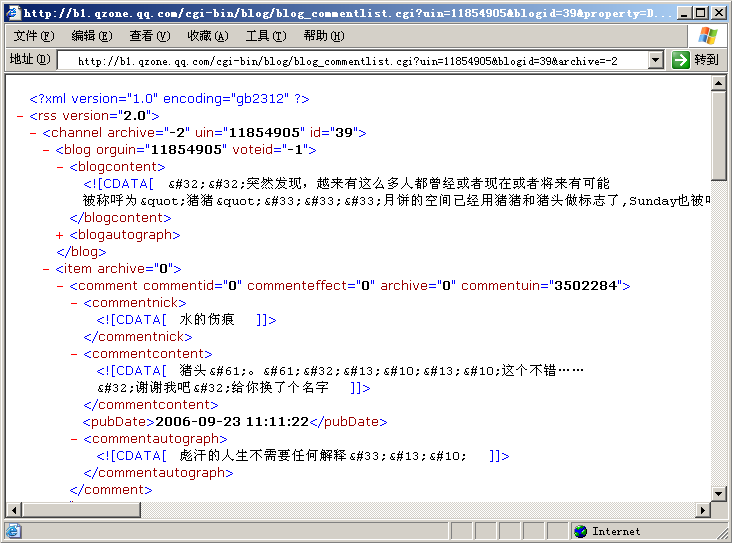 http://b1.qzone.qq.com/cgi-bin/blog/blog_commentlist.cgi?uin=11854905&blogid=39&property=D...
文件(F) 编辑(E) 查看(V) 收藏(A) 工具(T) 帮助(H)
地址(D) http://b1.qzone.qq.com/cgi-bin/blog/blog_commentlist.cgi?uin=11854905&blogid=39&archive=-2 转到
<?xml version="1.0" encoding="gb2312" ?>
- <rss version="2.0">
- <channel archive="-2" uin="11854905" id="39">
- <blog orguin="11854905" voteid="-1">
- <blogcontent>
<![CDATA[ &#32;&#32;突然发现，越来有这么多人都曾经或者现在或者将来有可能
被称呼为&quot;猪猪&quot;&#33;&#33;&#33;月饼的空间已经用猪猪和猪头做标志了,Sunday也被
</blogcontent>
+ <blogautograph>
</blog>
- <item archive="0">
- <comment commentid="0" commenteffect="0" archive="0" commentuin="3502284">
- <commentnick>
<![CDATA[ 水的伤痕 ]]>
</commentnick>
- <commentcontent>
<![CDATA[ 猪头&#61;。&#61;&#32;&#13;&#10;&#13;&#10;这个不错……
&#32;谢谢我吧&#32;给你换了个名字 ]]>
</commentcontent>
<pubDate>2006-09-23 11:11:22</pubDate>
- <commentautograph>
<![CDATA[ 彪汗的人生不需要任何解释&#33;&#13;&#10; ]]>
</commentautograph>
</comment>
Internet